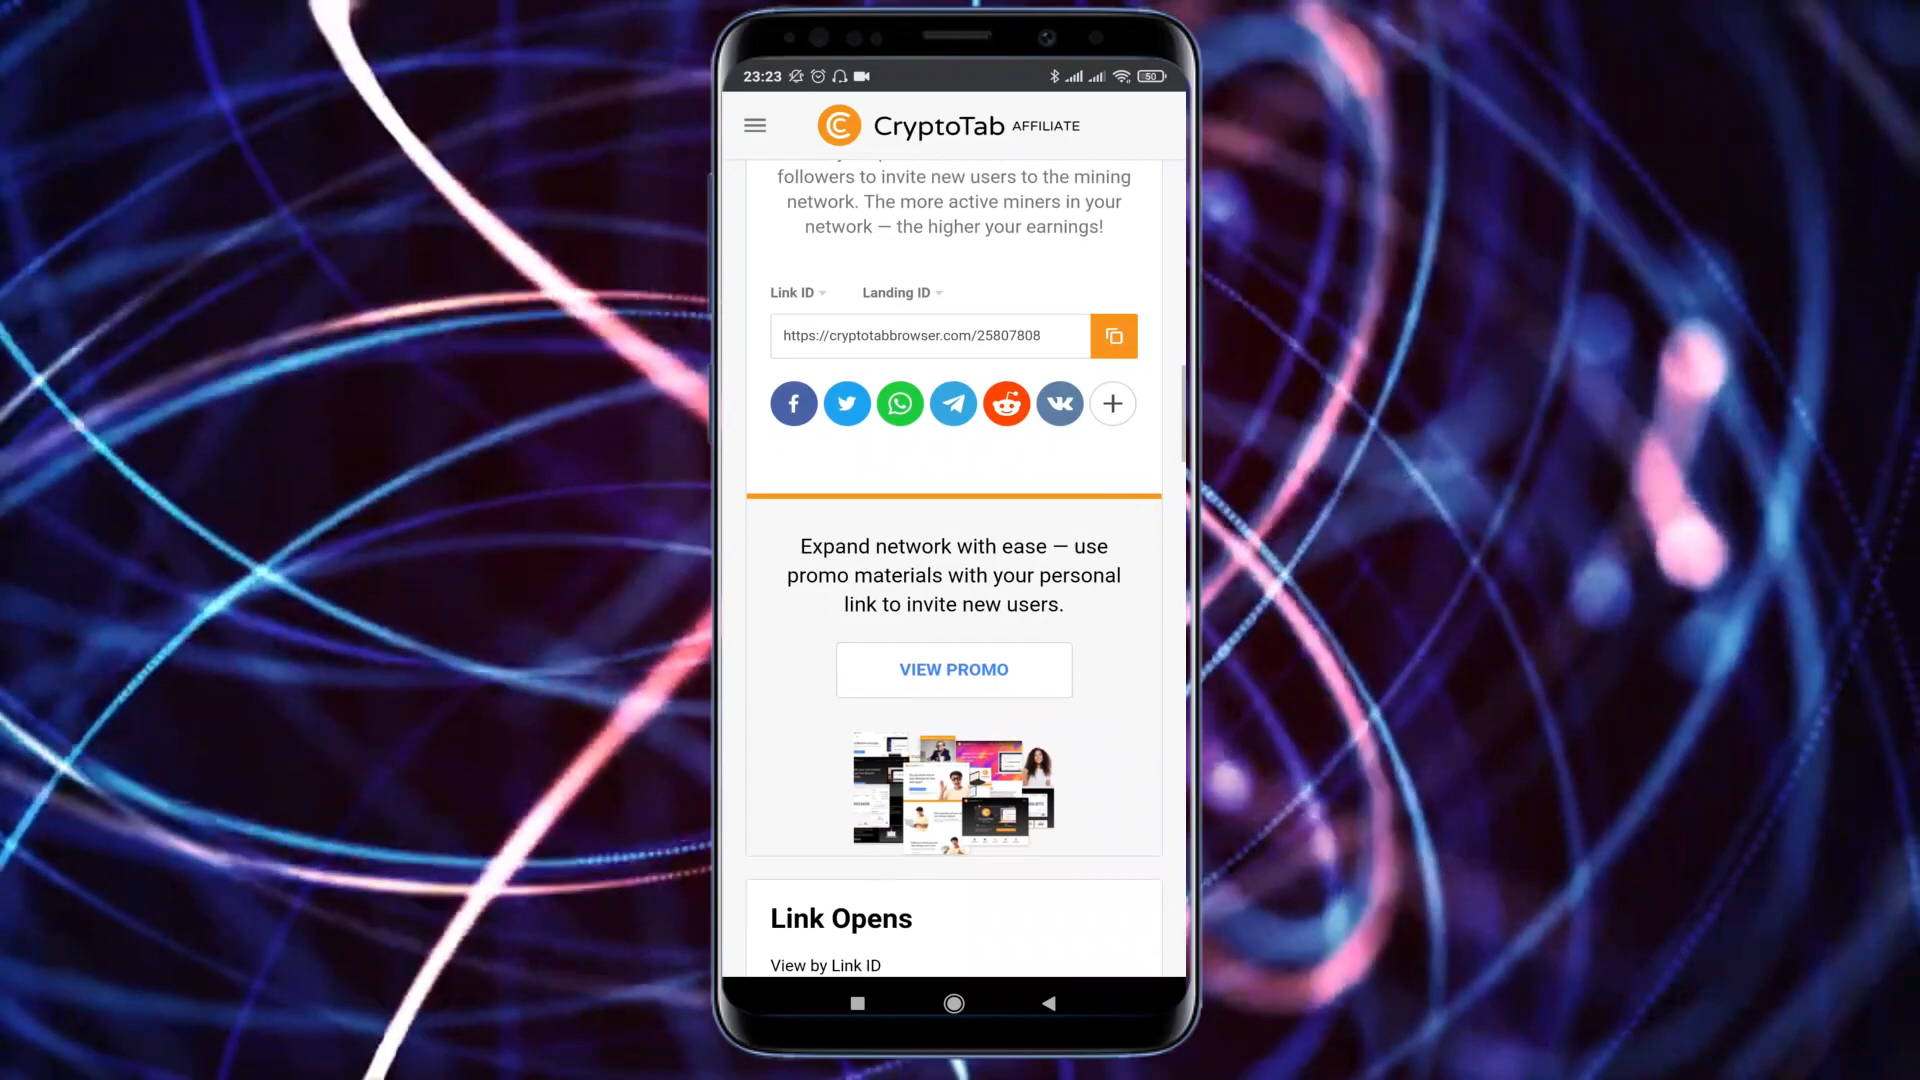 23:23
50
CryptoTab AFFILIATE
followers to invite new users to the mining
network. The more active miners in your
network — the higher your earnings!
Link ID
Landing ID
https://cryptotabbrowser.com/25807808
Expand network with ease — use
promo materials with your personal
link to invite new users.
VIEW PROMO
Link Opens
View by Link ID